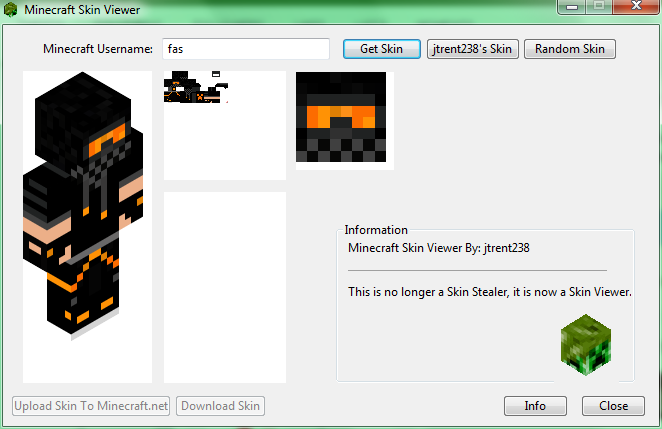 Minecraft Skin Viewer
Minecraft Username: fas Get Skin jtrent238's Skin Random Skin
Information
Minecraft Skin Viewer By: jtrent238
This is no longer a Skin Stealer, it is now a Skin Viewer.
Upload Skin To Minecraft.net Download Skin Info Close